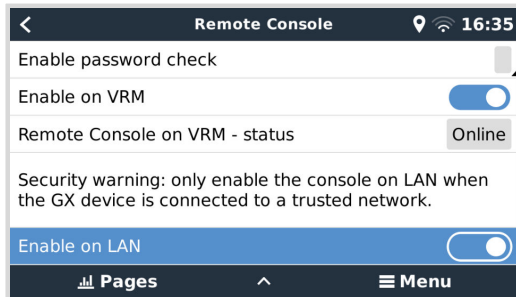 Remote Console
16:35
Enable password check
Enable on VRM
Remote Console on VRM - status
Online
Security warning: only enable the console on LAN when
the GX device is connected to a trusted network.
Enable on LAN
Pages
Menu